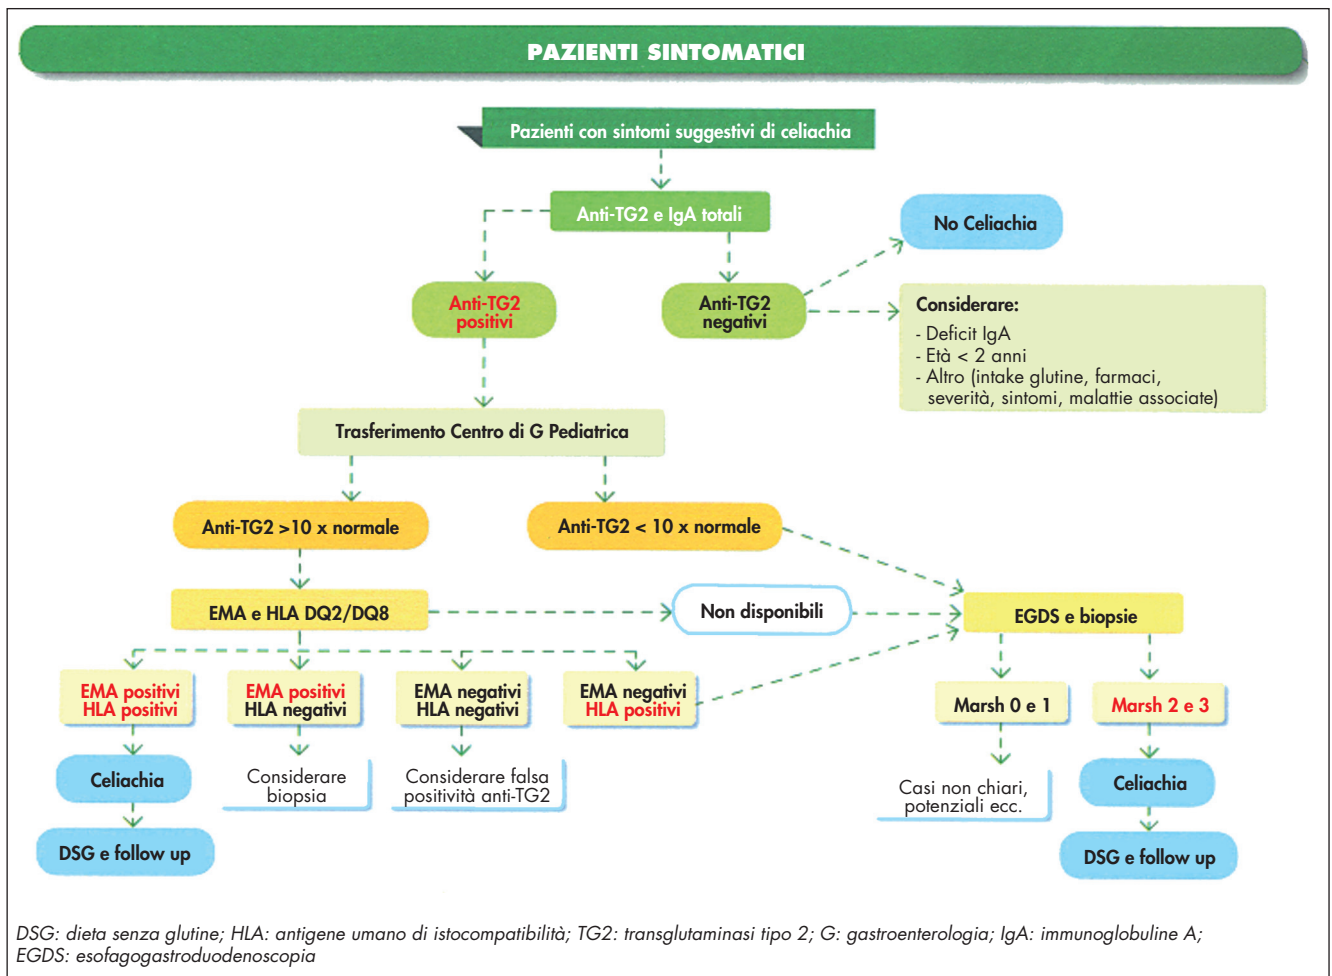 PAZIENTI SINTOMATICI
Pazienti con sintomi suggestivi di celiachia
Anti-TG2 e IgA totali
No Celiachia
Anti-TG2
positivi
Anti-TG2
negativi
Considerare:
- Deficit IgA
- Età < 2 anni
- Altro (intake glutine, farmaci,
severità, sintomi, malattie associate)
Trasferimento Centro di G Pediatrica
Anti-TG2 >10 x normale
Anti-TG2 < 10 x normale
EMA e HLA DQ2/DQ8
Non disponibili
EGDS e biopsie
EMA positivi
HLA positivi
EMA positivi
HLA negativi
EMA negativi
HLA negativi
EMA negativi
HLA positivi
Marsh 0 e 1
Marsh 2 e 3
Celiachia
Considerare
biopsia
Considerare falsa
positività anti-TG2
Casi non chiari,
potenziali ecc.
Celiachia
DSG e follow up
DSG e follow up
DSG: dieta senza glutine; HLA: antigene umano di istocompatibilità; TG2: transglutaminasi tipo 2; G: gastroenterologia; IgA: immunoglobuline A;
EGDS: esofagogastroduodenoscopia